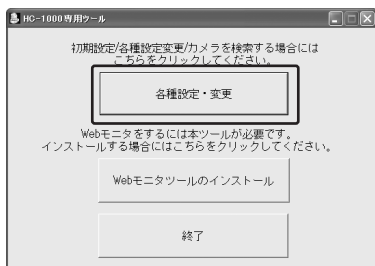 HC-1000専用ツール
初期設定/各種設定変更/カメラを検索する場合には
こちらをクリックしてください。
各種設定・変更
Webモニタをするには本ツールが必要です。
インストールする場合にはこちらをクリックしてください。
Webモニタツールのインストール
終了